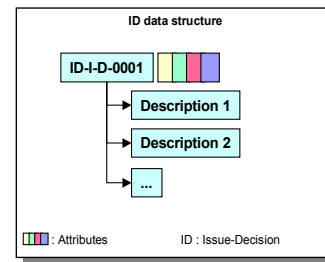 ID data structure
ID-I-D-0001
Description 1
Description 2
...
: Attributes ID : Issue-Decision